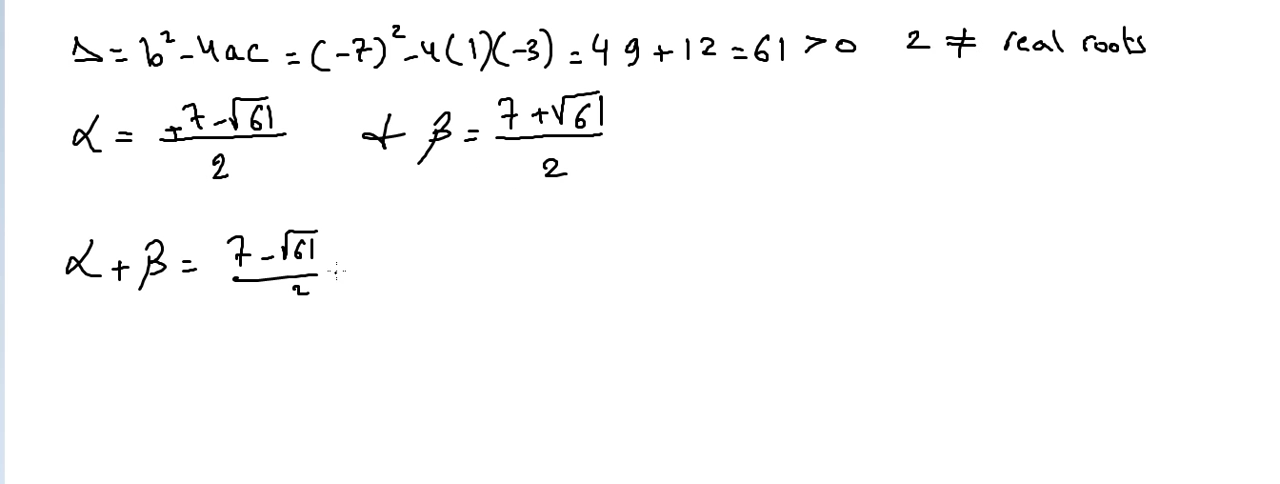 Δ = b² - 4ac = (-7)² - 4(1)(-3) = 49 + 12 = 61 > 0 2 ≠ real roots
α = +7 - √61 / 2 & β = 7 + √61 / 2
α + β = 7 - √61 / 2